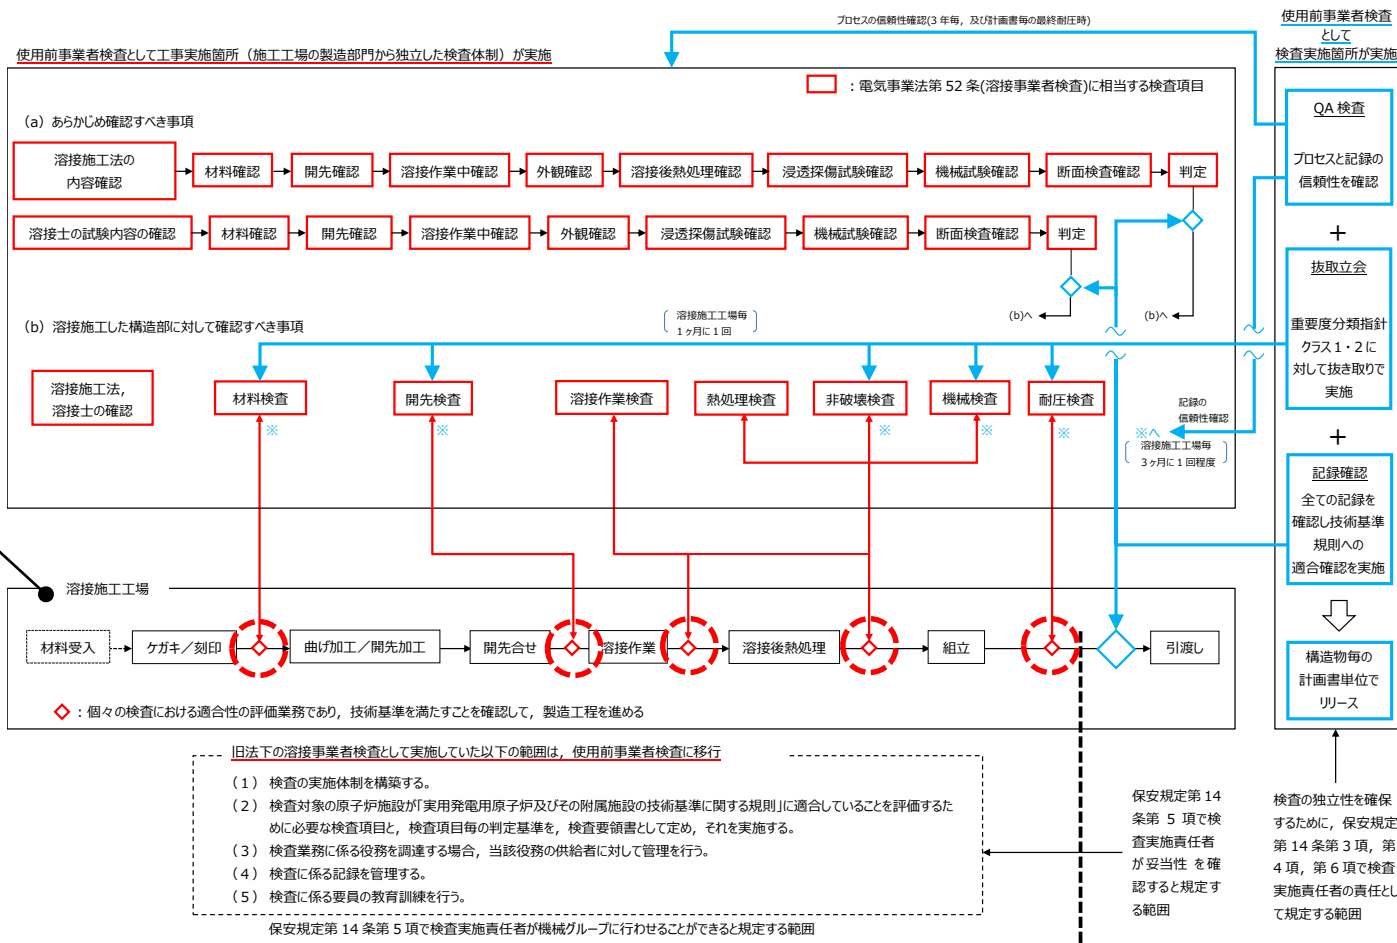 プロセスの信頼性確認(3 年毎，及び計画書毎の最終耐圧時)
使用前事業者検査
として
検査実施箇所が実施
使用前事業者検査として工事実施箇所（施工工場の製造部門から独立した検査体制）が実施
：電気事業法第 52 条(溶接事業者検査)に相当する検査項目
(a) あらかじめ確認すべき事項
溶接施工法の
内容確認
材料確認
開先確認
溶接作業中確認
外観確認
溶接後熱処理確認
浸透探傷試験確認
機械試験確認
断面検査確認
判定
溶接士の試験内容の確認
材料確認
開先確認
溶接作業中確認
外観確認
浸透探傷試験確認
機械試験確認
断面検査確認
判定
(b)へ
(b)へ
(b) 溶接施工した構造部に対して確認すべき事項
溶接施工工場毎
1 ヶ月に 1 回
溶接施工法，
溶接士の確認
材料検査
開先検査
溶接作業検査
熱処理検査
非破壊検査
機械検査
耐圧検査
※
※
※
※
※
※へ
記録の
信頼性確認
溶接施工工場毎
3 ヶ月に 1 回程度
QA 検査
プロセスと記録の
信頼性を確認
＋
抜取立会
重要度分類指針
クラス 1・2 に
対して抜き取りで
実施
＋
記録確認
全ての記録を
確認し技術基準
規則への
適合確認を実施
構造物毎の
計画書単位で
リリース
溶接施工工場
材料受入
ケガキ／刻印
曲げ加工／開先加工
開先合せ
溶接作業
溶接後熱処理
組立
引渡し
：個々の検査における適合性の評価業務であり，技術基準を満たすことを確認して，製造工程を進める
旧法下の溶接事業者検査として実施していた以下の範囲は，使用前事業者検査に移行
（1） 検査の実施体制を構築する。
（2） 検査対象の原子炉施設が「実用発電用原子炉及びその附属施設の技術基準に関する規則」に適合していることを評価するた
めに必要な検査項目と，検査項目毎の判定基準を，検査要領書として定め，それを実施する。
（3） 検査業務に係る役務を調達する場合，当該役務の供給者に対して管理を行う。
（4） 検査に係る記録を管理する。
（5） 検査に係る要員の教育訓練を行う。
保安規定第 14 条第 5 項で検査実施責任者が機械グループに行わせることができると規定する範囲
保安規定第 14
条第 5 項で検
査実施責任者
が妥当性 を確
認すると規定す
る範囲
検査の独立性を確保
するために，保安規定
第 14 条第 3 項，第
4 項，第 6 項で検査
実施責任者の責任とし
て規定する範囲